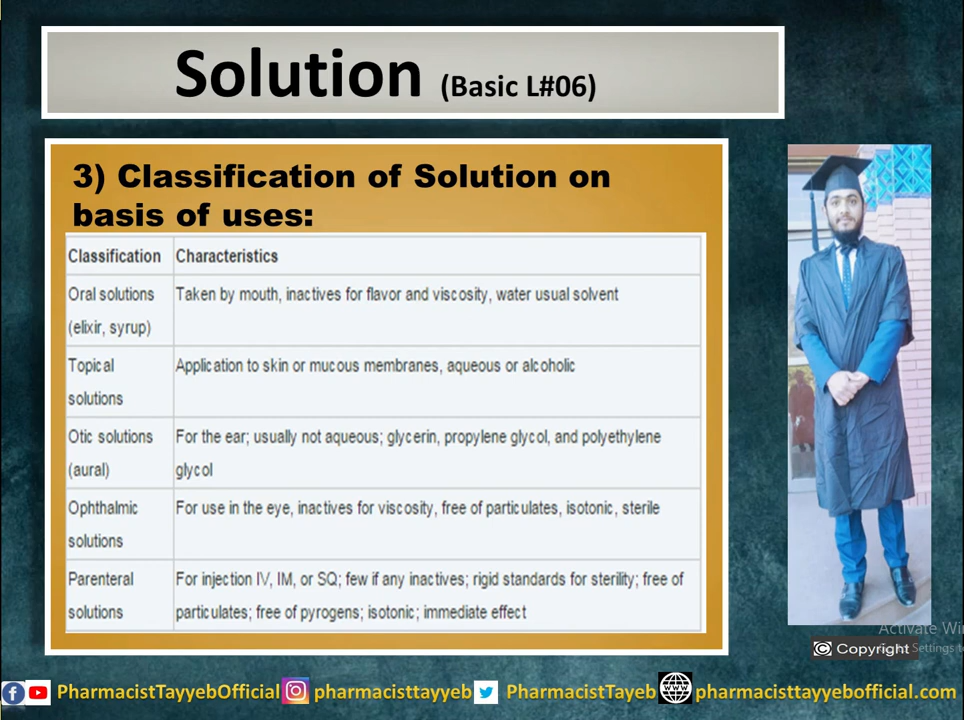 Solution (Basic L#06)
3) Classification of Solution on
basis of uses:
Classification Characteristics
Oral solutions Taken by mouth, inactives for flavor and viscosity, water usual solvent
(elixir, syrup)
Topical Application to skin or mucous membranes, aqueous or alcoholic
solutions
Otic solutions For the ear; usually not aqueous; glycerin, propylene glycol, and polyethylene
(aural) glycol
Ophthalmic For use in the eye, inactives for viscosity, free of particulates, isotonic, sterile
solutions
Parenteral For injection IV, IM, or SQ; few if any inactives; rigid standards for sterility; free of
solutions particulates; free of pyrogens; isotonic; immediate effect
Activate Wi
© Copyright Settings t
PharmacistTayyebOfficial pharmacisttayyeb PharmacistTayeb pharmacisttayyebofficial.com